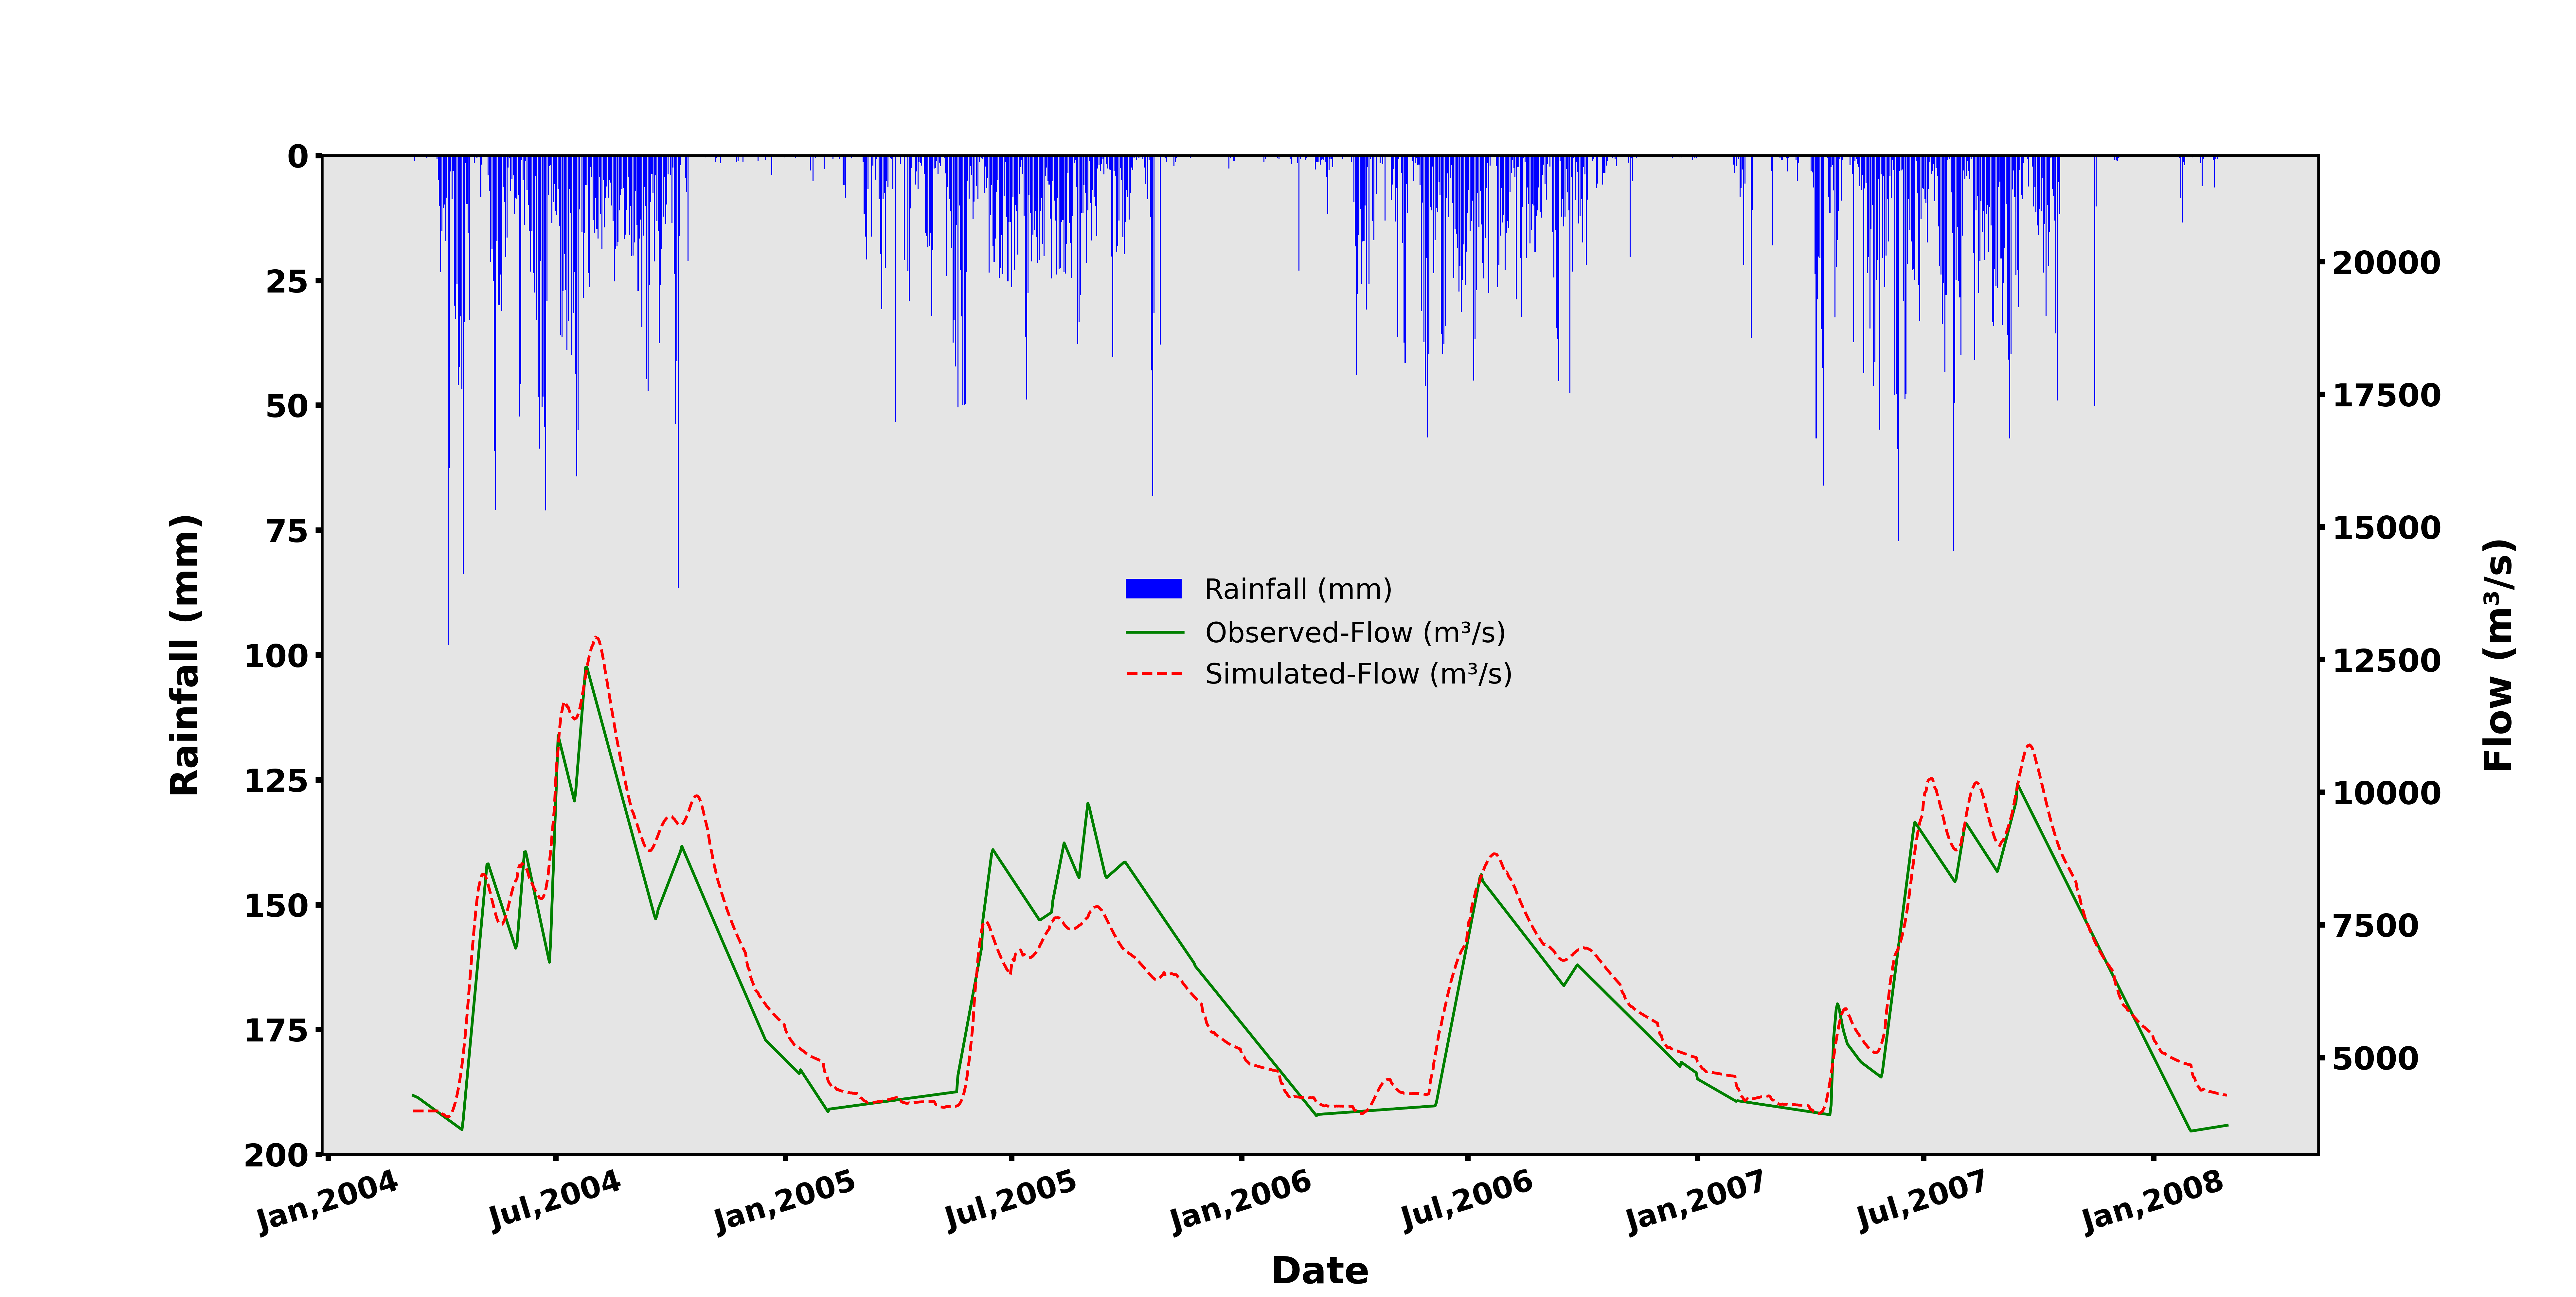 0
25
50
75
100
125
150
175
200
Rainfall (mm)
20000
17500
15000
12500
10000
7500
5000
Flow (m³/s)
Rainfall (mm)
Observed-Flow (m³/s)
Simulated-Flow (m³/s)
Jan,2004
Jul,2004
Jan,2005
Jul,2005
Jan,2006
Jul,2006
Jan,2007
Jul,2007
Jan,2008
Date